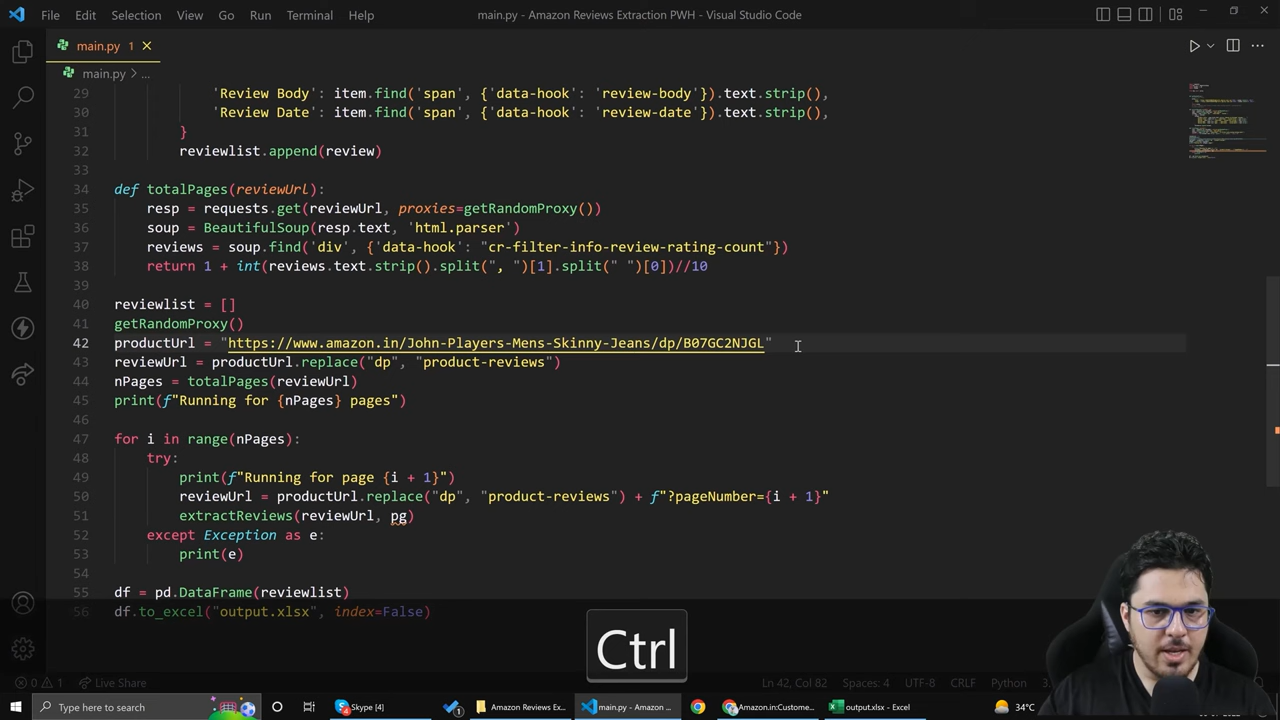 File Edit Selection View Go Run Terminal Help main.py - Amazon Reviews Extraction PWH - Visual Studio Code
main.py 1
main.py > ...
29 'Review Body': item.find('span', {'data-hook': 'review-body'}).text.strip(),
30 'Review Date': item.find('span', {'data-hook': 'review-date'}).text.strip(),
31 }
32 reviewlist.append(review)
33
34 def totalPages(reviewUrl):
35 resp = requests.get(reviewUrl, proxies=getRandomProxy())
36 soup = BeautifulSoup(resp.text, 'html.parser')
37 reviews = soup.find('div', {'data-hook': "cr-filter-info-review-rating-count"})
38 return 1 + int(reviews.text.strip().split(", ")[1].split(" ")[0])//10
39
40 reviewlist = []
41 getRandomProxy()
42 productUrl = "https://www.amazon.in/John-Players-Mens-Skinny-Jeans/dp/B07GC2NJGL"
43 reviewUrl = productUrl.replace("dp", "product-reviews")
44 nPages = totalPages(reviewUrl)
45 print(f"Running for {nPages} pages")
46
47 for i in range(nPages):
48 try:
49 print(f"Running for page {i + 1}")
50 reviewUrl = productUrl.replace("dp", "product-reviews") + f"?pageNumber={i + 1}"
51 extractReviews(reviewUrl, pg)
52 except Exception as e:
53 print(e)
54
55 df = pd.DataFrame(reviewlist)
56 df.to_excel("output.xlsx", index=False)
Ctrl
0 1 Live Share Ln 42, Col 82 Spaces: 4 UTF-8 CRLF Python 3.
Type here to search Skype [4] Amazon Reviews Ex... main.py - Amazon ... Amazon.in:Custome... output.xlsx - Excel 34°C